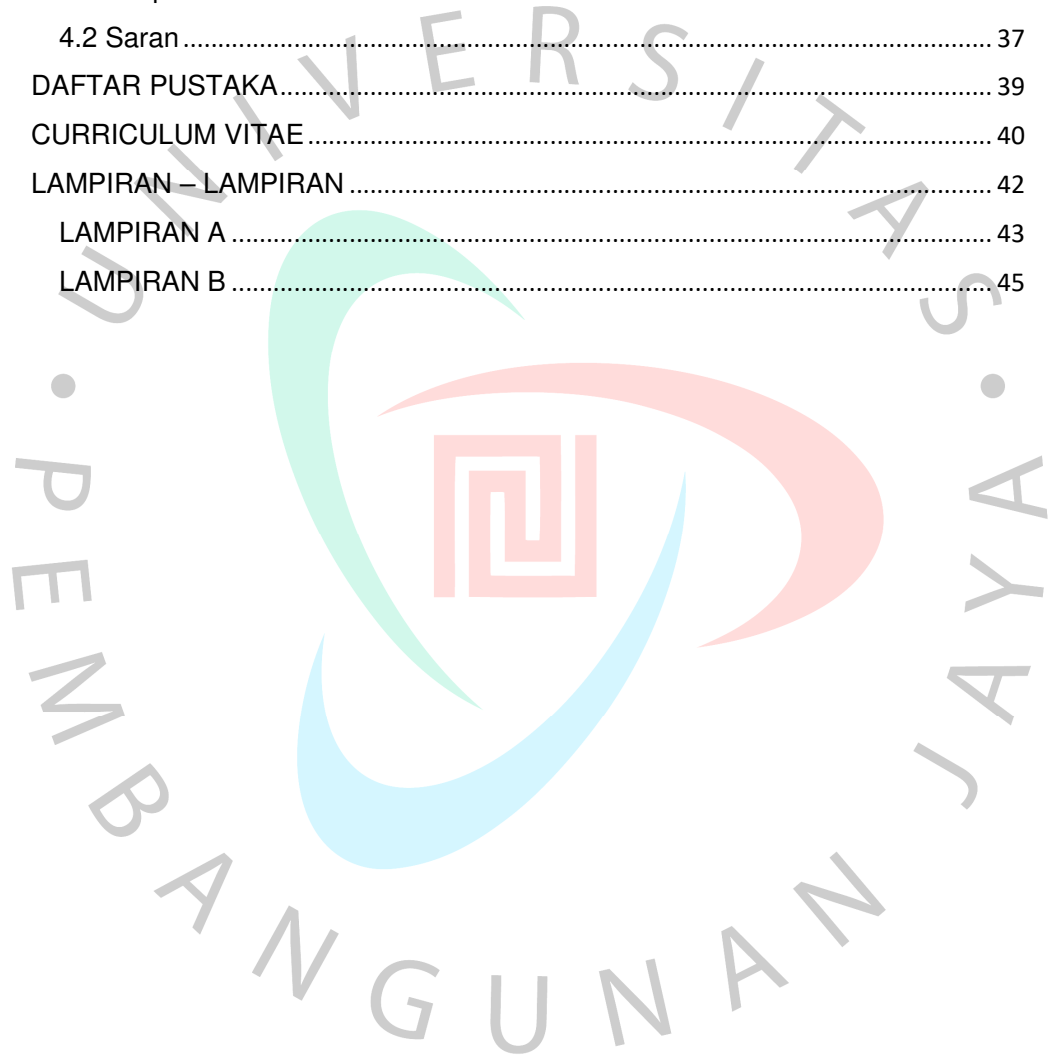 4.2 Saran ........................................................................................................................ 37
DAFTAR PUSTAKA ........................................................................................................ 39
CURRICULUM VITAE .................................................................................................... 40
LAMPIRAN – LAMPIRAN .............................................................................................. 42
LAMPIRAN A ................................................................................................................ 43
LAMPIRAN B ................................................................................................................ 45
UNIVERSITAS
• PEMBANGUNAN JAYA •